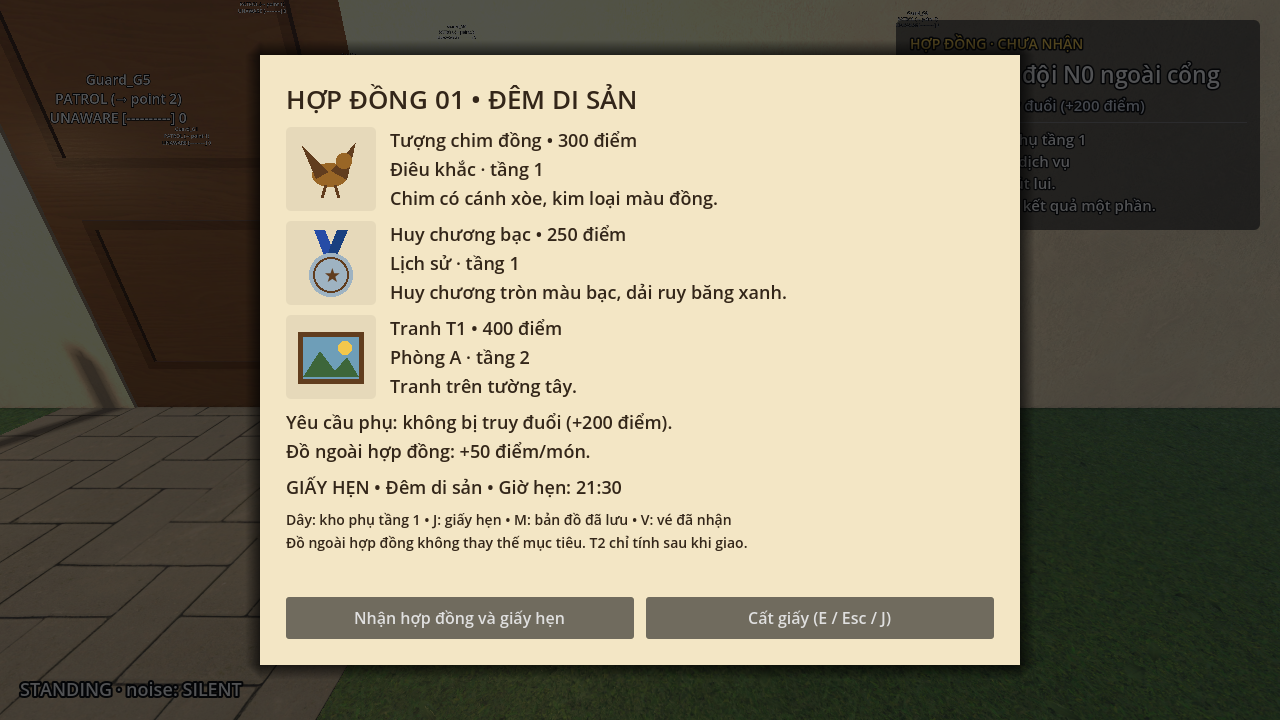 Guard_G5
PATROL (→ point 2)
UNAWARE [----------] 0
HỢP ĐỒNG · CHƯA NHẬN
đội N0 ngoài cổng
đuổi (+200 điểm)
tầng 1
dịch vụ
lui.
kết quả một phần.
HỢP ĐỒNG 01 • ĐÊM DI SẢN
Tượng chim đồng • 300 điểm
Điêu khắc · tầng 1
Chim có cánh xòe, kim loại màu đồng.
Huy chương bạc • 250 điểm
Lịch sử · tầng 1
Huy chương tròn màu bạc, dải ruy băng xanh.
Tranh T1 • 400 điểm
Phòng A · tầng 2
Tranh trên tường tây.
Yêu cầu phụ: không bị truy đuổi (+200 điểm).
Đồ ngoài hợp đồng: +50 điểm/món.
GIẤY HẸN • Đêm di sản • Giờ hẹn: 21:30
Dây: kho phụ tầng 1 • J: giấy hẹn • M: bản đồ đã lưu • V: vé đã nhận
Đồ ngoài hợp đồng không thay thế mục tiêu. T2 chỉ tính sau khi giao.
Nhận hợp đồng và giấy hẹn
Cất giấy (E / Esc / J)
STANDING · noise: SILENT